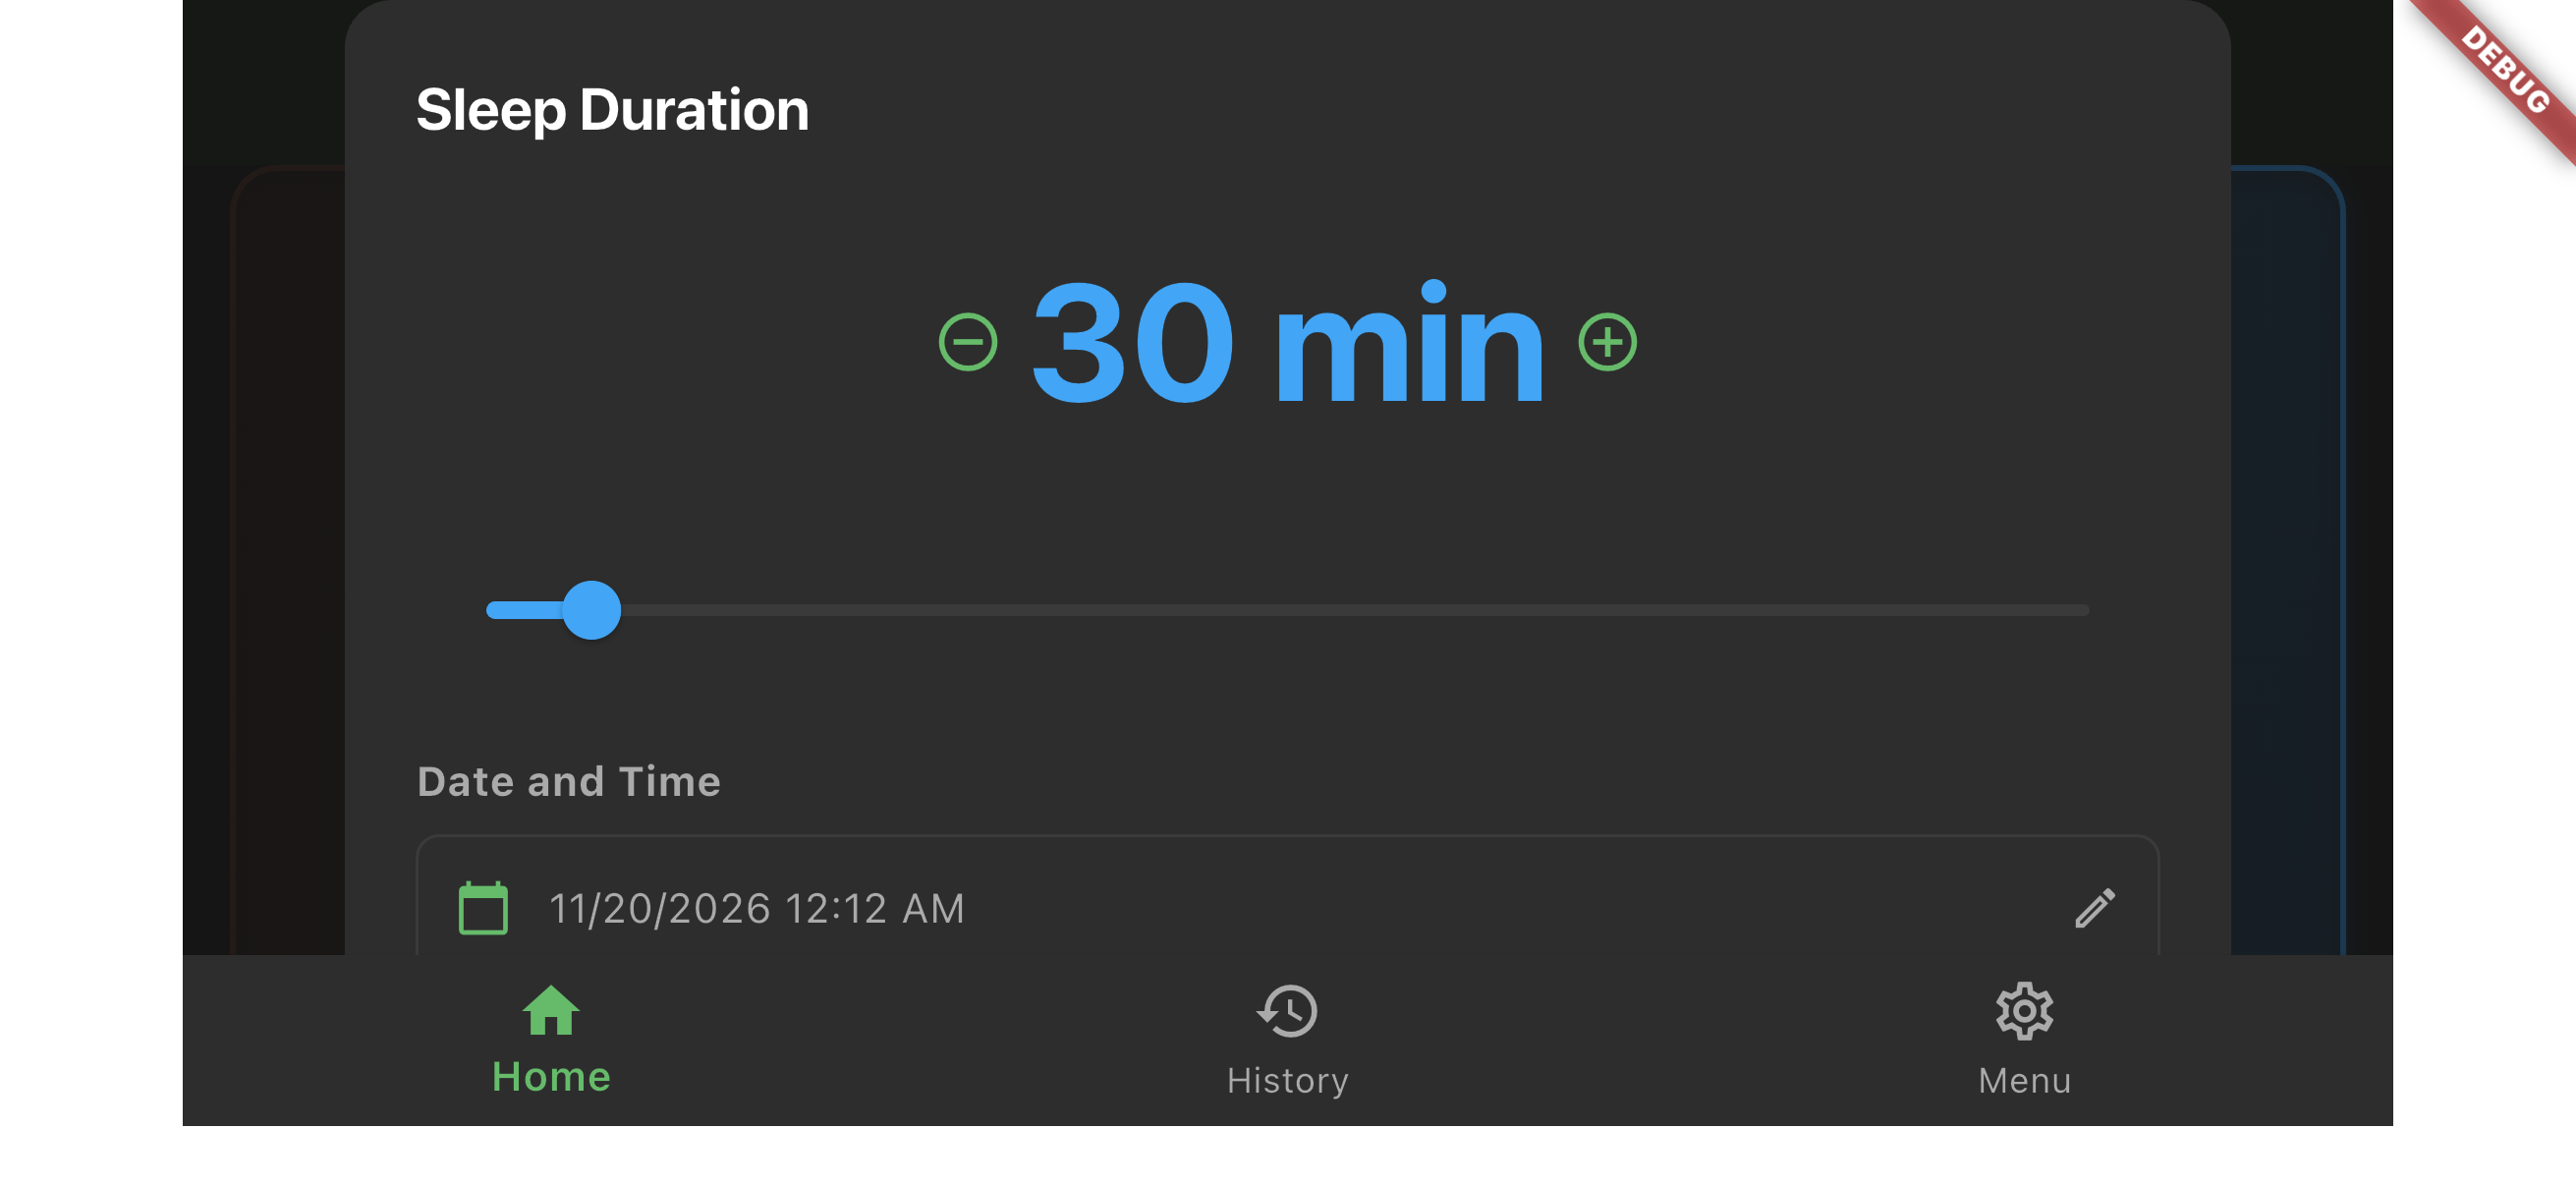 DEBUG
Sleep Duration
30 min
Date and Time
11/20/2026 12:12 AM
Home
History
Menu